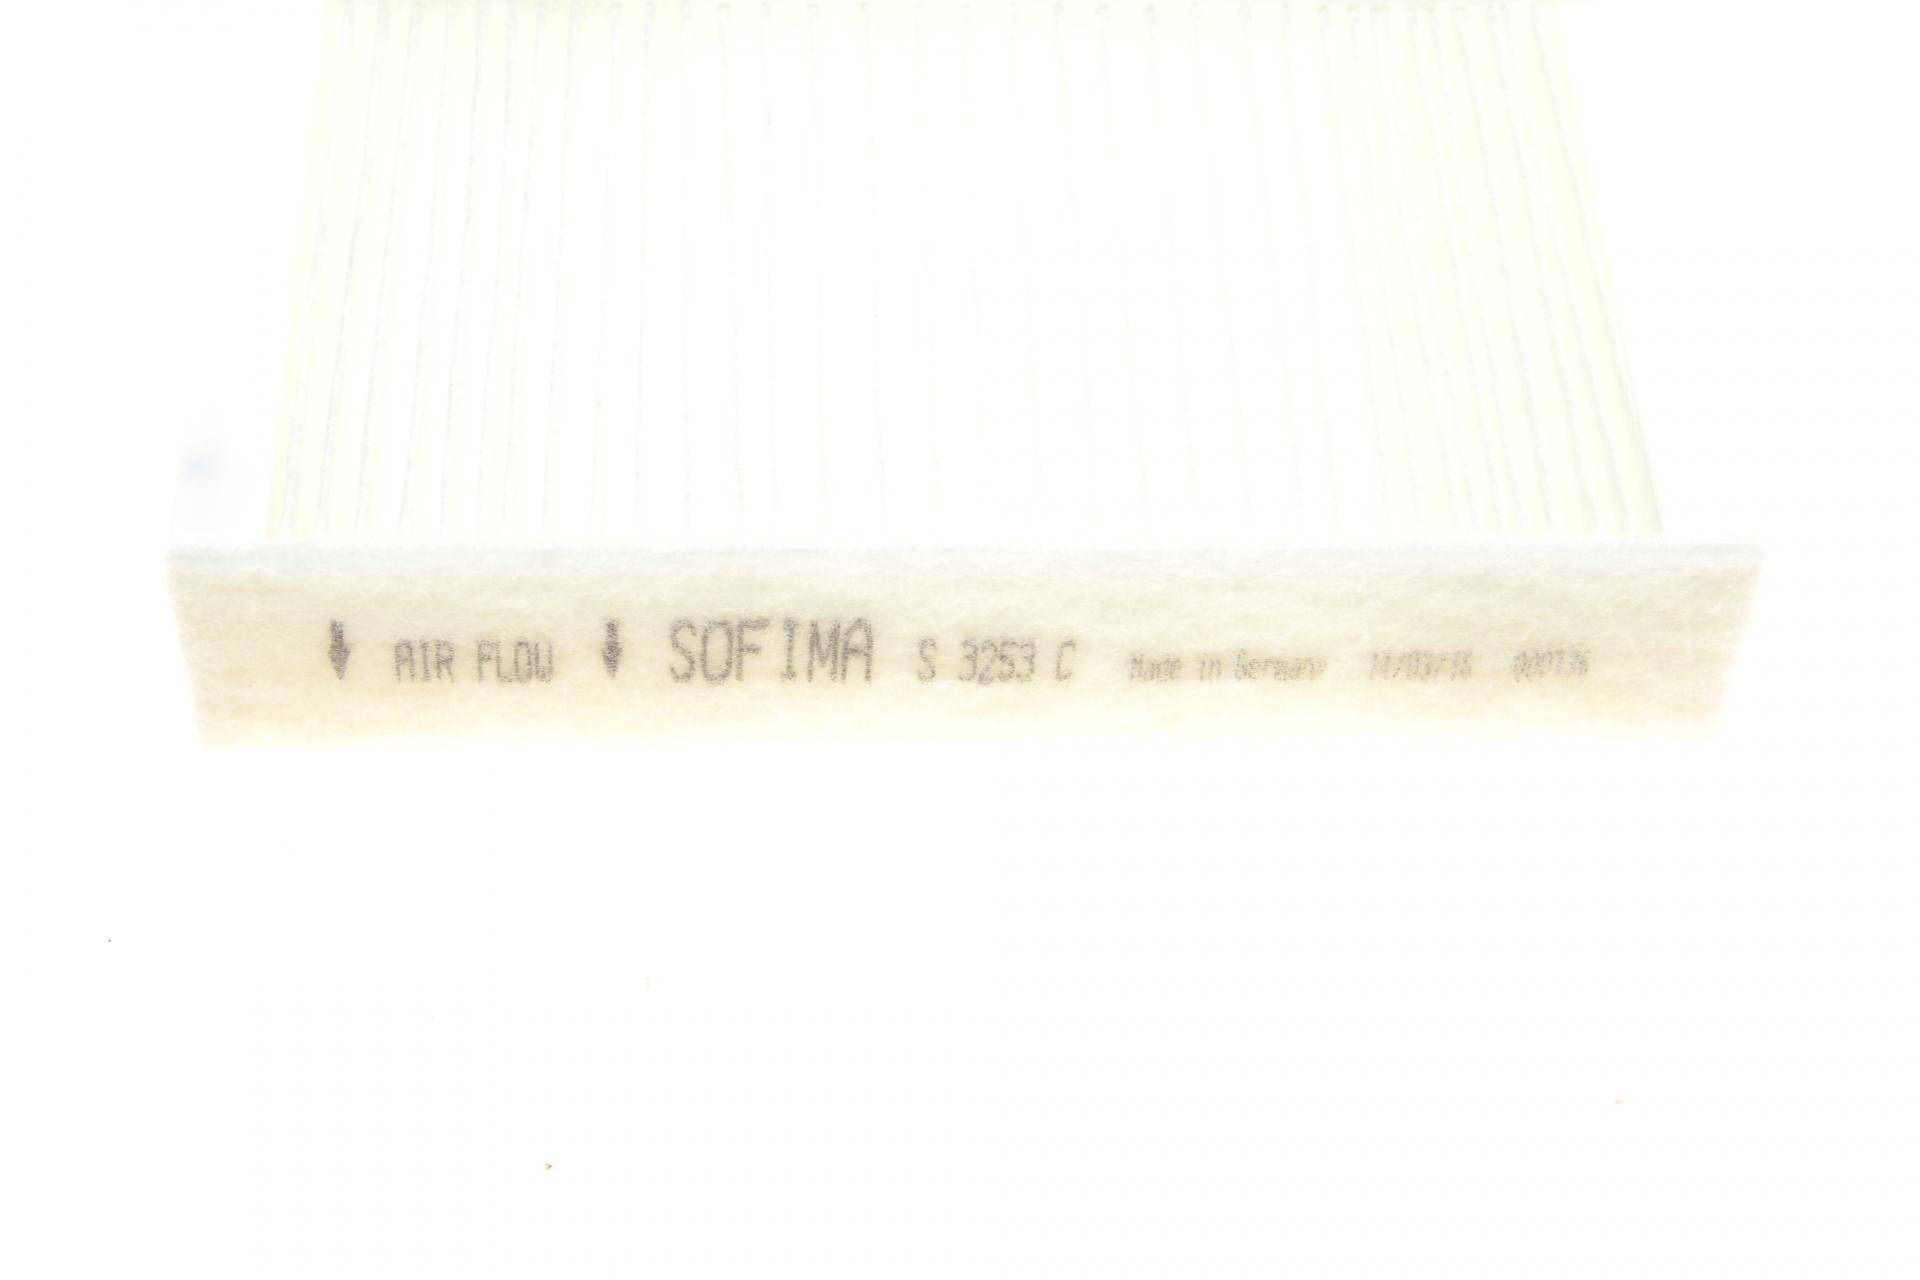 ↓ AIR FLOW ↓ SOFIMA S 3253 C Made in Germany